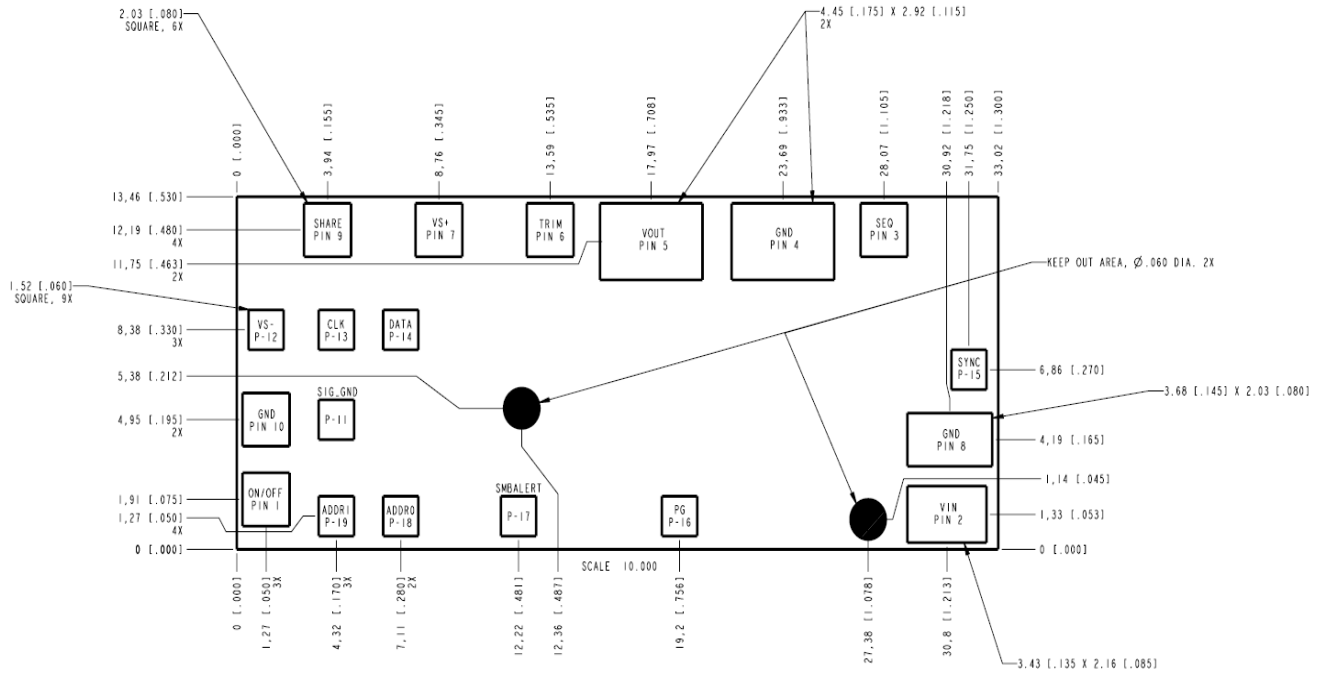 2.03 [.080]
SQUARE, 6X
4.45 [.175] X 2.92 [.115]
2X
0 [.000]
3,94 [.155]
8,76 [.345]
13,59 [.535]
17,97 [.708]
23,69 [.933]
28,07 [1.105]
30,92 [1.218]
31,75 [1.250]
33,02 [1.300]
13,46 [.530]
12,19 [.480]
4X
11,75 [.463]
2X
SHARE
PIN 9
VS+
PIN 7
TRIM
PIN 6
VOUT
PIN 5
GND
PIN 4
SEQ
PIN 3
KEEP OUT AREA, Ø.060 DIA. 2X
1.52 [.060]
SQUARE, 9X
8,38 [.330]
3X
VS-
P-12
CLK
P-13
DATA
P-14
SYNC
P-15
6,86 [.270]
5,38 [.212]
3.68 [.145] X 2.03 [.080]
4,95 [.195]
2X
GND
PIN 10
SIG_GND
P-11
GND
PIN 8
4,19 [.165]
1,14 [.045]
1,91 [.075]
1,27 [.050]
4X
0 [.000]
ON/OFF
PIN 1
ADDR1
P-19
ADDR0
P-18
SMBALERT
P-17
PG
P-16
VIN
PIN 2
1,33 [.053]
0 [.000]
SCALE 10.000
0 [.000]
1,27 [.050]
3X
4,32 [.170]
3X
7,11 [.280]
2X
12,22 [.481]
12,36 [.487]
19,2 [.756]
27,38 [1.078]
30,8 [1.213]
3.43 [.135 X 2.16 [.085]